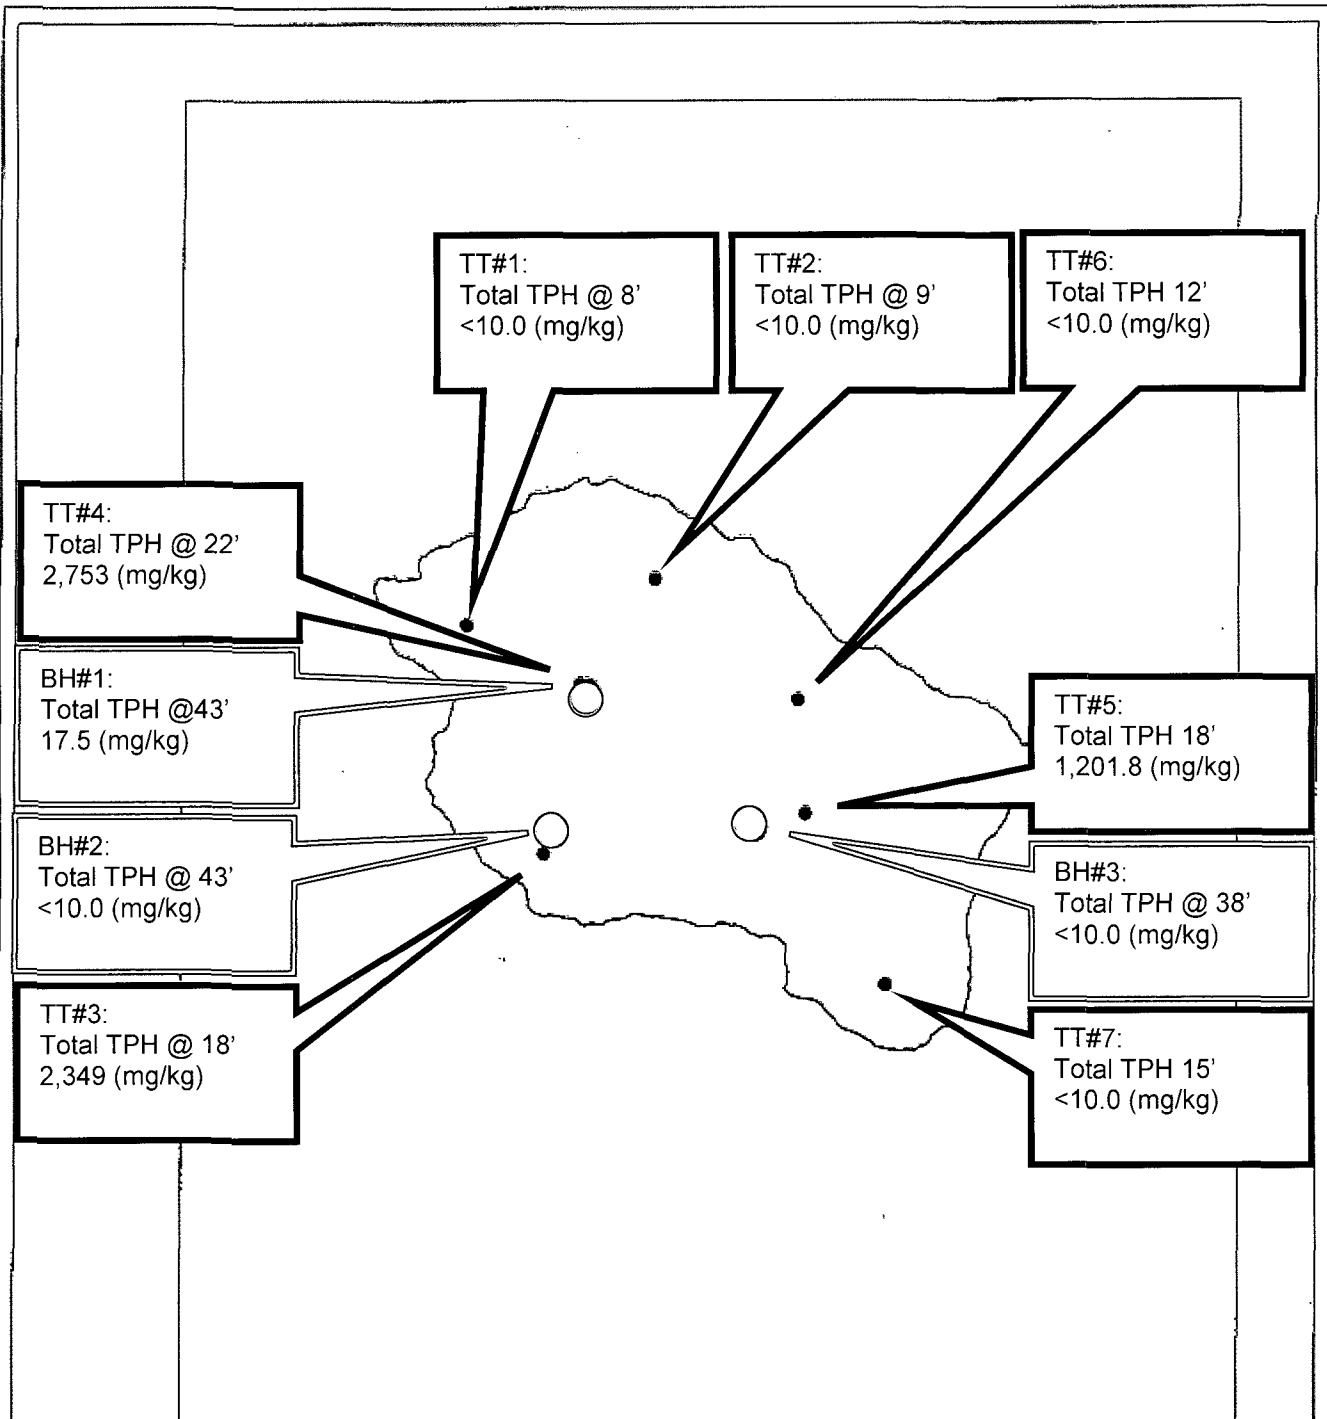 TT#1:
Total TPH @ 8'
<10.0 (mg/kg)
TT#2:
Total TPH @ 9'
<10.0 (mg/kg)
TT#6:
Total TPH 12'
<10.0 (mg/kg)
TT#4:
Total TPH @ 22'
2,753 (mg/kg)
BH#1:
Total TPH @43'
17.5 (mg/kg)
BH#2:
Total TPH @ 43'
<10.0 (mg/kg)
TT#3:
Total TPH @ 18'
2,349 (mg/kg)
TT#5:
Total TPH 18'
1,201.8 (mg/kg)
BH#3:
Total TPH @ 38'
<10.0 (mg/kg)
TT#7:
Total TPH 15'
<10.0 (mg/kg)